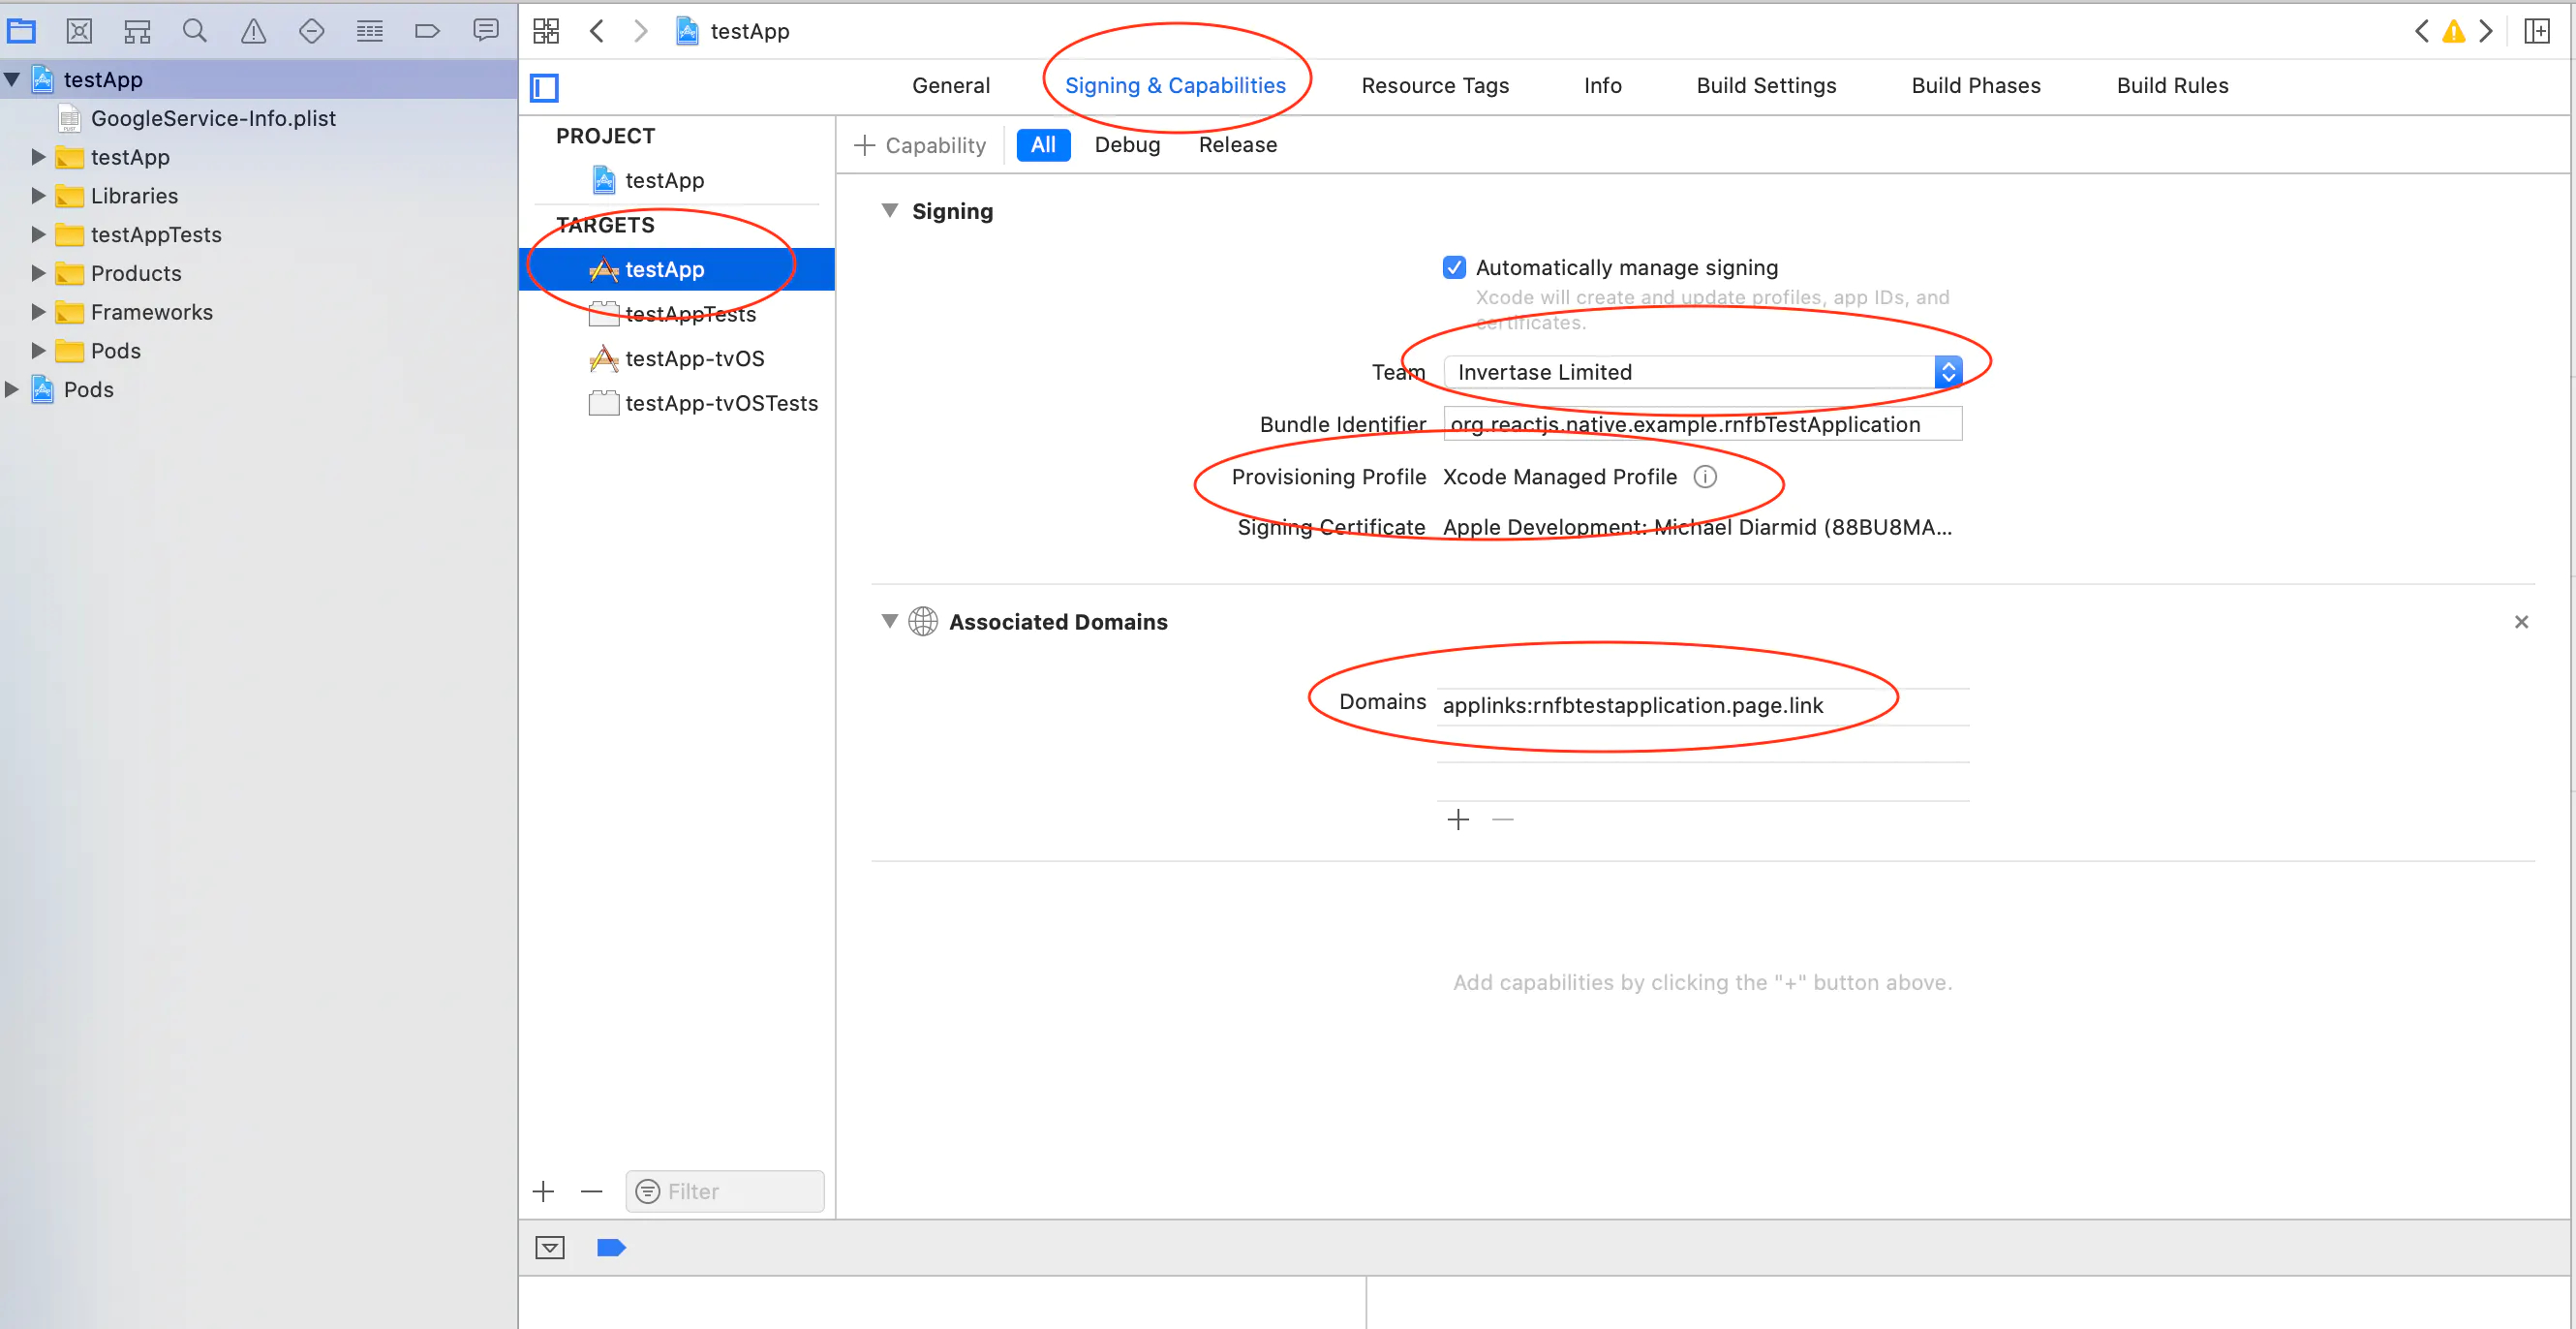 testApp
General
Signing & Capabilities
Resource Tags
Info
Build Settings
Build Phases
Build Rules
testApp
GoogleService-Info.plist
testApp
Libraries
testAppTests
Products
Frameworks
Pods
Pods
PROJECT
testApp
TARGETS
testApp
testAppTests
testApp-tvOS
testApp-tvOSTests
Filter
Capability
All
Debug
Release
Signing
Automatically manage signing
Xcode will create and update profiles, app IDs, and
certificates.
Team Invertase Limited
Bundle Identifier org.reactjs.native.example.rnfbTestApplication
Provisioning Profile Xcode Managed Profile
Signing Certificate Apple Development: Michael Diarmid (88BU8MA...
Associated Domains
Domains applinks:rnfbtestapplication.page.link
Add capabilities by clicking the "+" button above.